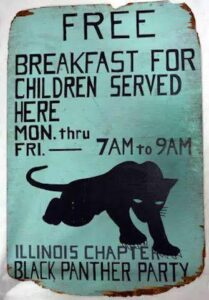 FREE
BREAKFAST FOR
CHILDREN SERVED
HERE
MON. thru
FRI. — 7AM to 9AM
ILLINOIS CHAPTER
BLACK PANTHER PARTY